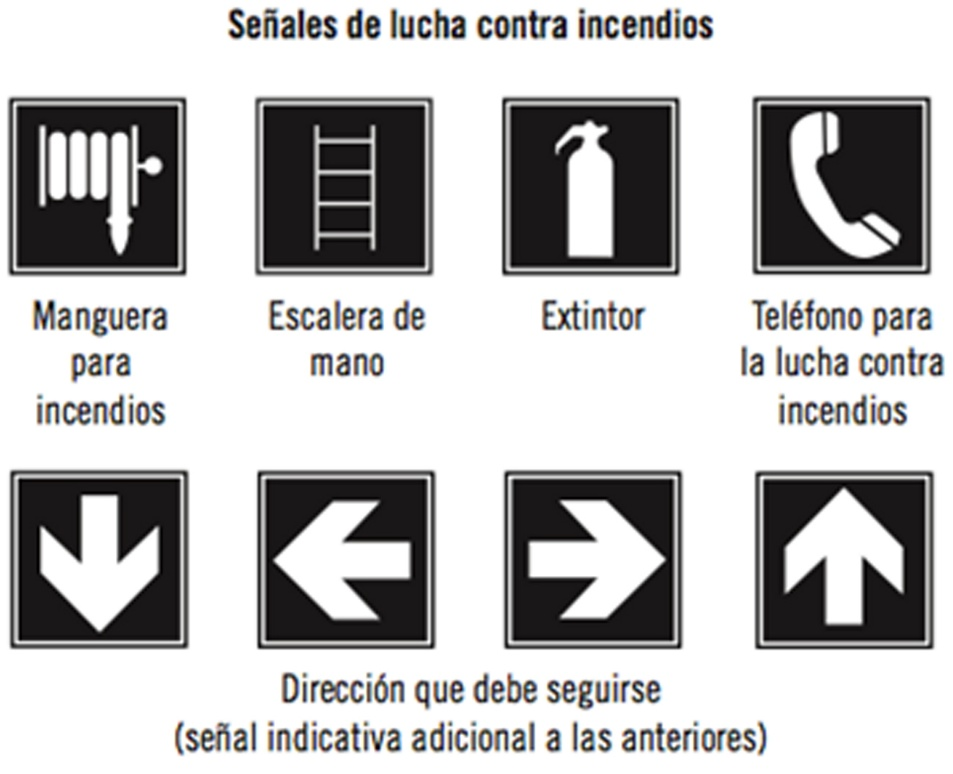 Señales de lucha contra incendios
Manguera
para
incendios
Escalera de
mano
Extintor
Teléfono para
la lucha contra
incendios
Dirección que debe seguirse
(señal indicativa adicional a las anteriores)